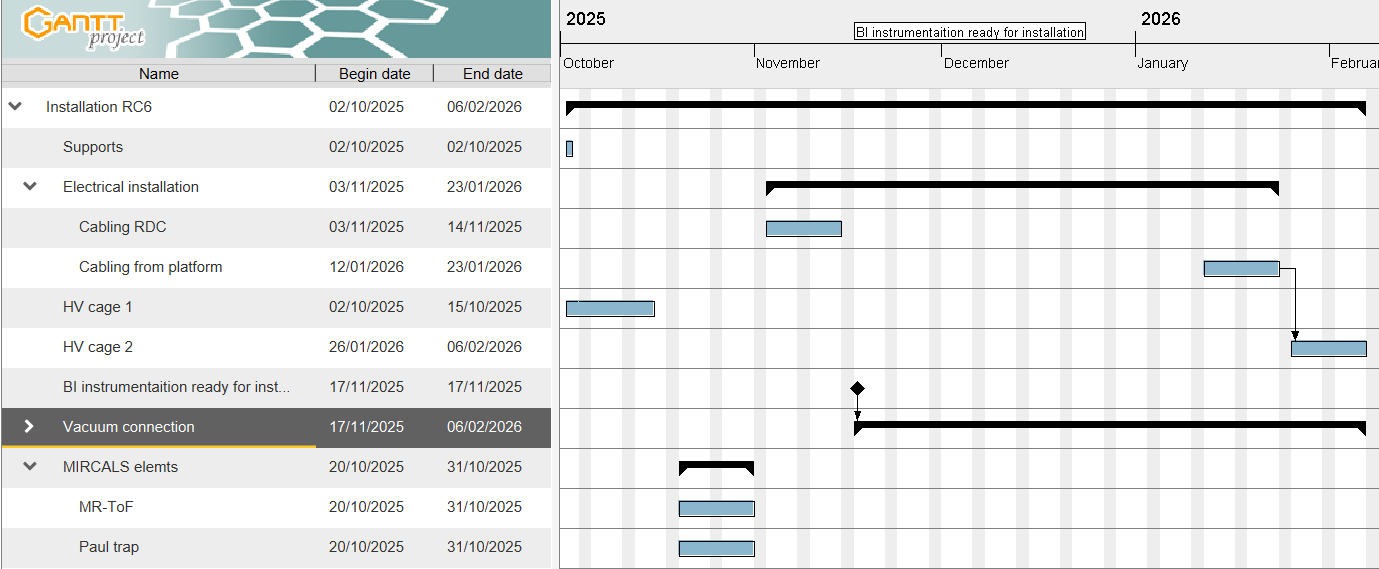 GANTT project
2025
2026
BI instrumentaition ready for installation
October November December January Februar
Name Begin date End date
Installation RC6 02/10/2025 06/02/2026
Supports 02/10/2025 02/10/2025
Electrical installation 03/11/2025 23/01/2026
Cabling RDC 03/11/2025 14/11/2025
Cabling from platform 12/01/2026 23/01/2026
HV cage 1 02/10/2025 15/10/2025
HV cage 2 26/01/2026 06/02/2026
BI instrumentaition ready for inst... 17/11/2025 17/11/2025
Vacuum connection 17/11/2025 06/02/2026
MIRCALS elemts 20/10/2025 31/10/2025
MR-ToF 20/10/2025 31/10/2025
Paul trap 20/10/2025 31/10/2025